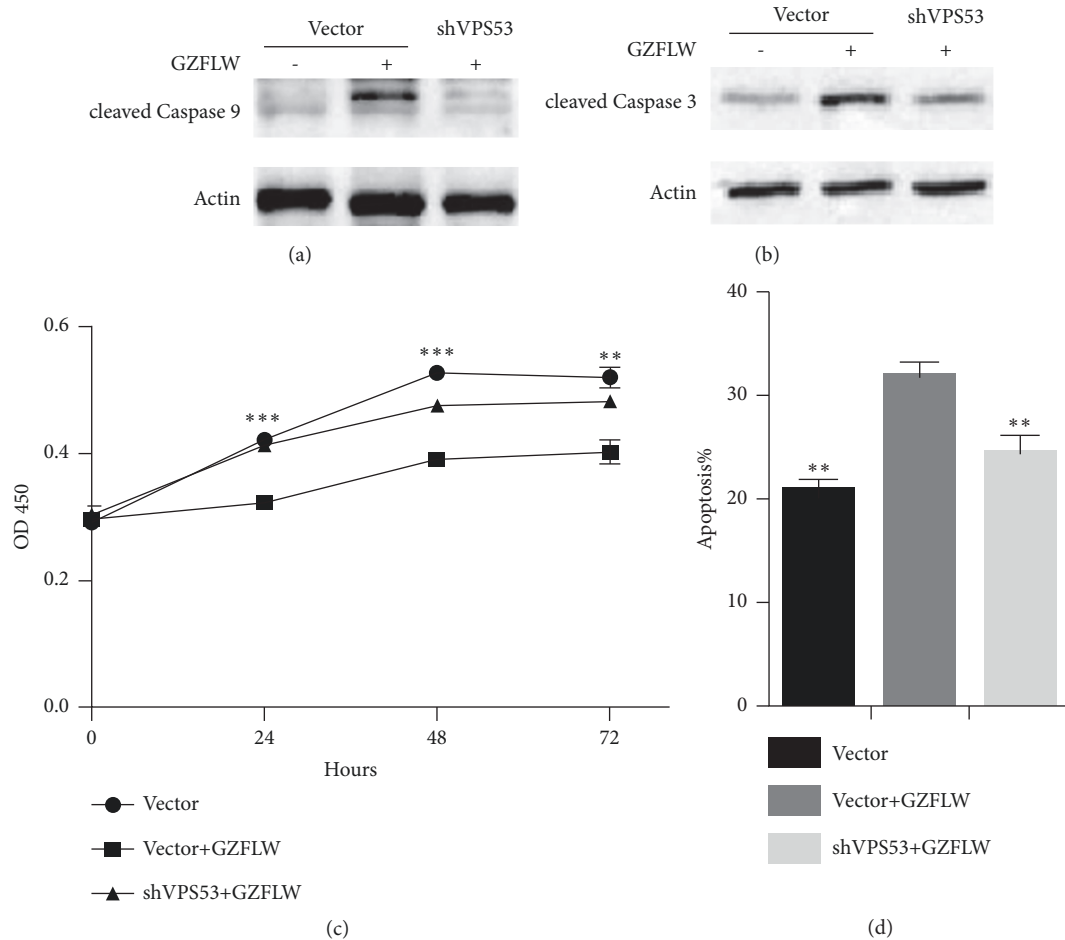 Vector shVPS53
GZFLW - + +
cleaved Caspase 9
Actin
(a)
Vector shVPS53
GZFLW - + +
cleaved Caspase 3
Actin
(b)
0.6
0.4
0.2
0.0
OD 450
*** *** **
0 24 48 72
Hours
Vector
Vector+GZFLW
shVPS53+GZFLW
(c)
40
30
20
10
0
Apoptosis%
** **
Vector
Vector+GZFLW
shVPS53+GZFLW
(d)